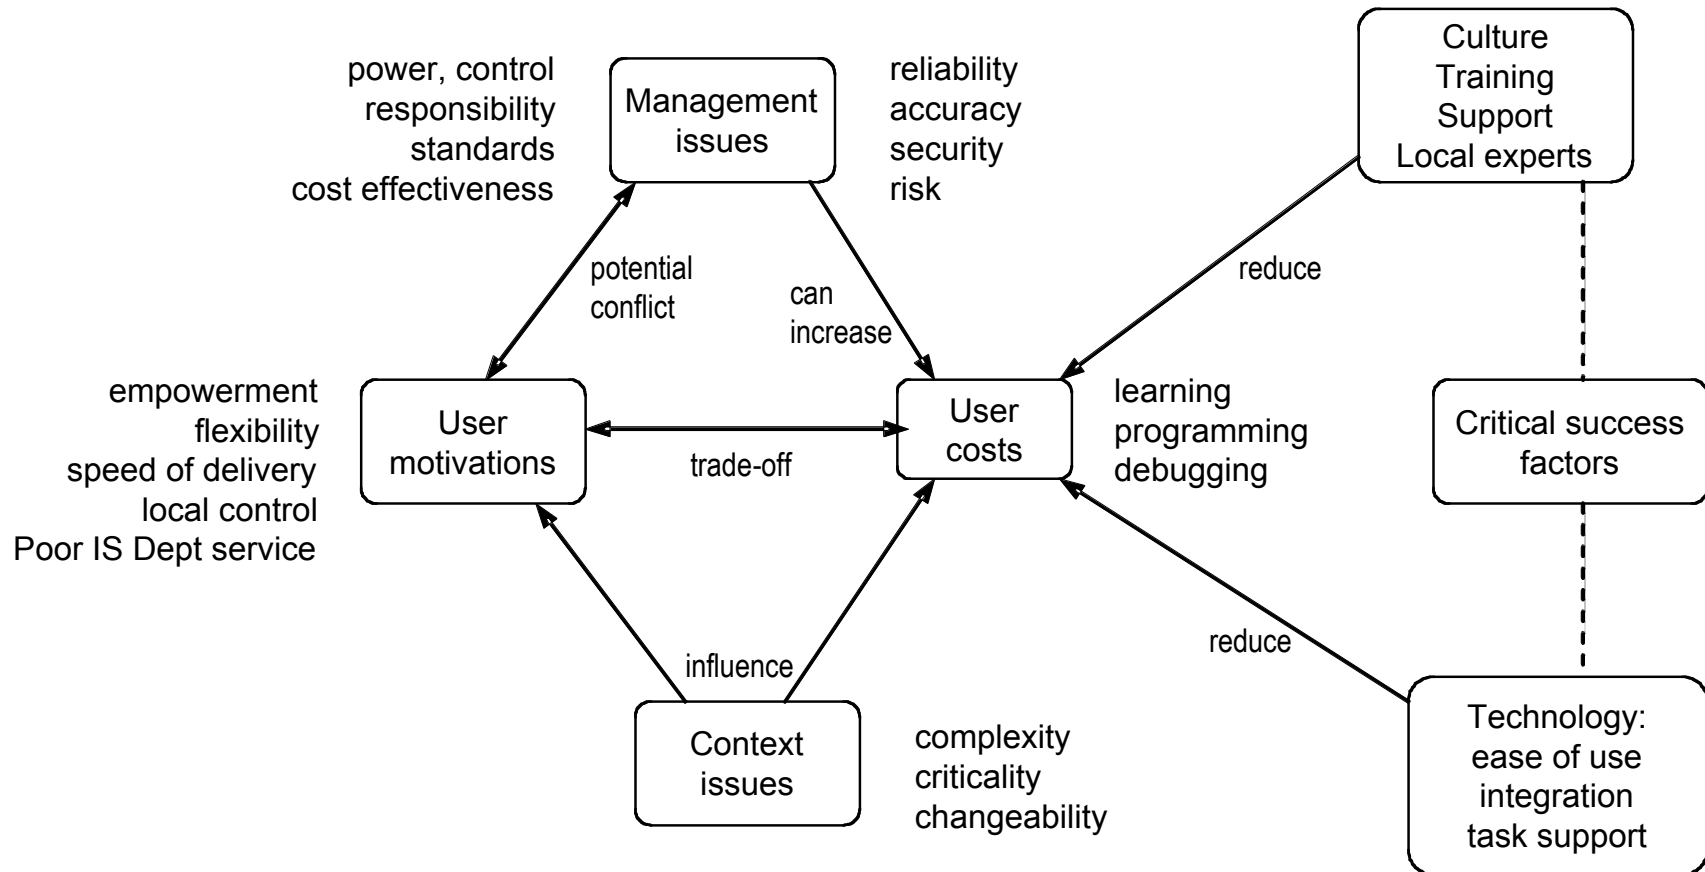 power, control
responsibility
standards
cost effectiveness
Management
issues
reliability
accuracy
security
risk
Culture
Training
Support
Local experts
potential
conflict
can
increase
reduce
empowerment
flexibility
speed of delivery
local control
Poor IS Dept service
User
motivations
trade-off
User
costs
learning
programming
debugging
Critical success
factors
influence
reduce
Context
issues
complexity
criticality
changeability
Technology:
ease of use
integration
task support